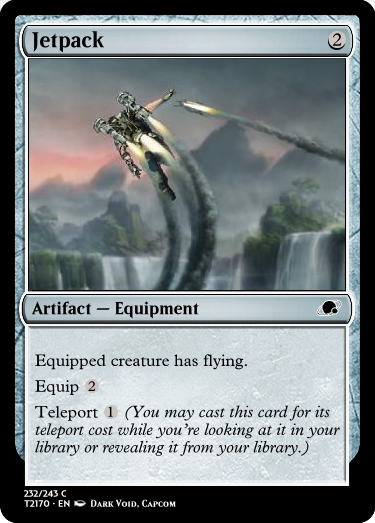 Jetpack 2
Artifact — Equipment
Equipped creature has flying.
Equip 2
Teleport 1 (You may cast this card for its
teleport cost while you're looking at it in your
library or revealing it from your library.)
232/243 C
T2170 • EN Dark Void, Capcom